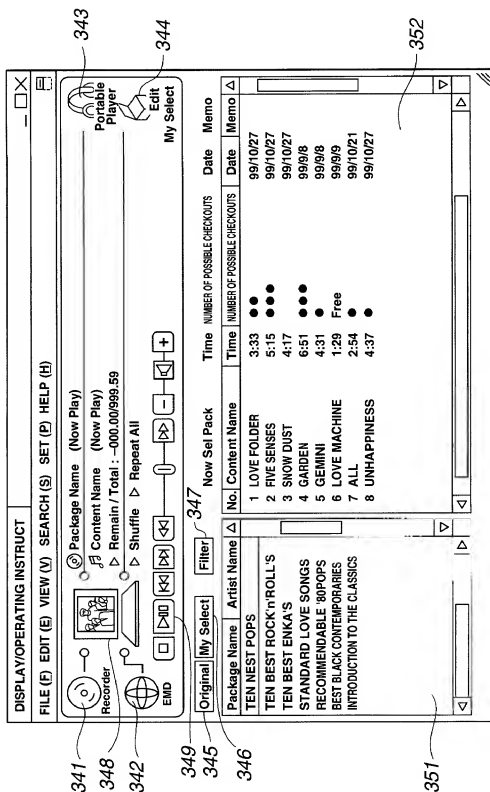 DISPLAY/OPERATING INSTRUCT
FILE (F) EDIT (E) VIEW (V) SEARCH (S) SET (P) HELP (H)
341
Recorder
348
342
EMD
Package Name (Now Play)
Content Name (Now Play)
Remain / Total : –000.00/999.59
Shuffle ▷ Repeat All
343
Portable Player
344
Edit
My Select
349
345
Original
My Select
346
Filter
347
Now Sel Pack
Time
NUMBER OF POSSIBLE CHECKOUTS
Date
Memo
Package Name Artist Name
TEN NEST POPS
TEN BEST ROCK'n'ROLL'S
TEN BEST ENKA'S
STANDARD LOVE SONGS
RECOMMENDABLE '80POPS
BEST BLACK CONTEMPORARIES
INTRODUCTION TO THE CLASSICS
351
No. Content Name Time NUMBER OF POSSIBLE CHECKOUTS Date Memo
1 LOVE FOLDER 3:33 ●● 99/10/27
2 FIVE SENSES 5:15 ●●● 99/10/27
3 SNOW DUST 4:17 99/10/27
4 GARDEN 6:51 ●●● 99/9/8
5 GEMINI 4:31 ● 99/9/8
6 LOVE MACHINE 1:29 Free 99/9/9
7 ALL 2:54 ● 99/10/21
8 UNHAPPINESS 4:37 ● 99/10/27
352